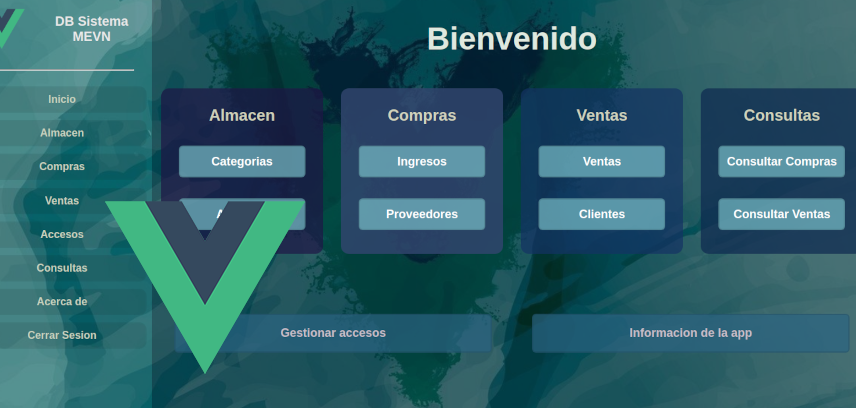 DB Sistema
MEVN
Inicio
Almacen
Compras
Ventas
Accesos
Consultas
Acerca de
Cerrar Sesion
Bienvenido
Almacen
Categorias
Compras
Ingresos
Proveedores
Ventas
Ventas
Clientes
Consultas
Consultar Compras
Consultar Ventas
Gestionar accesos
Informacion de la app